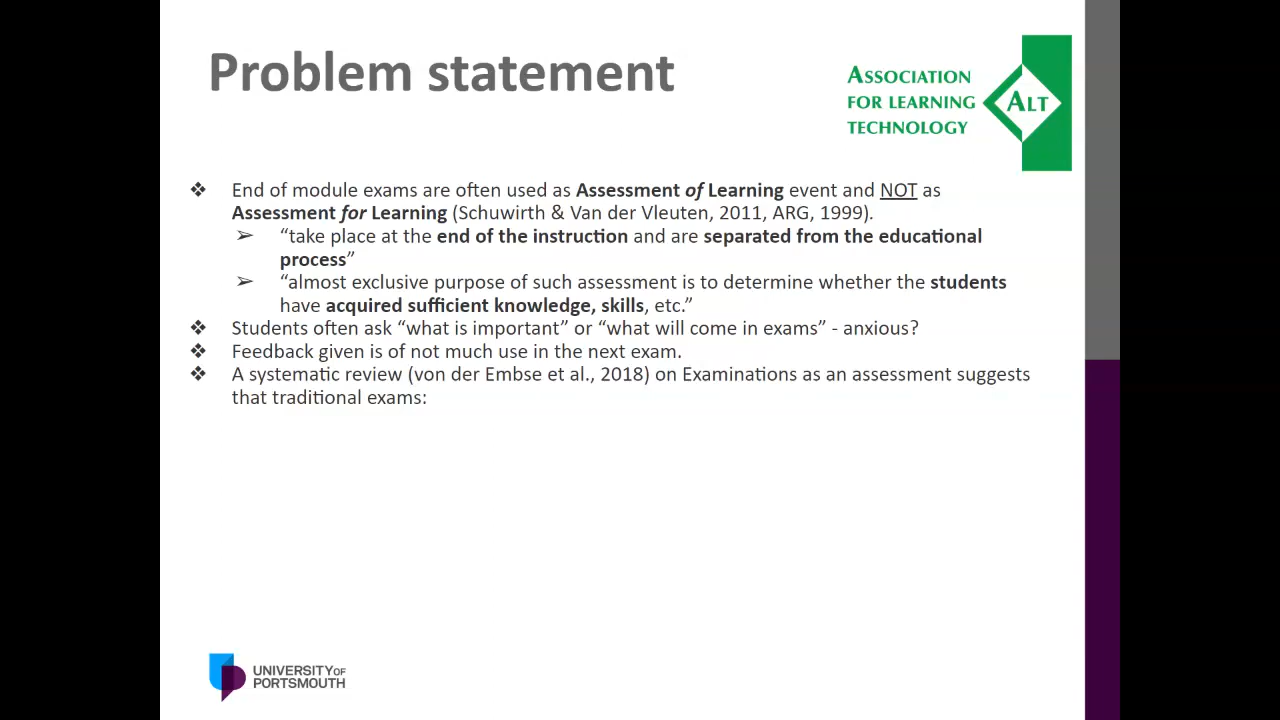 Problem statement
ASSOCIATION
FOR LEARNING
TECHNOLOGY
ALT
❖ End of module exams are often used as Assessment of Learning event and NOT as
Assessment for Learning (Schuwirth & Van der Vleuten, 2011, ARG, 1999).
➢ “take place at the end of the instruction and are separated from the educational
process”
➢ “almost exclusive purpose of such assessment is to determine whether the students
have acquired sufficient knowledge, skills, etc.”
❖ Students often ask “what is important” or “what will come in exams” - anxious?
❖ Feedback given is of not much use in the next exam.
❖ A systematic review (von der Embse et al., 2018) on Examinations as an assessment suggests
that traditional exams:
UNIVERSITY OF
PORTSMOUTH